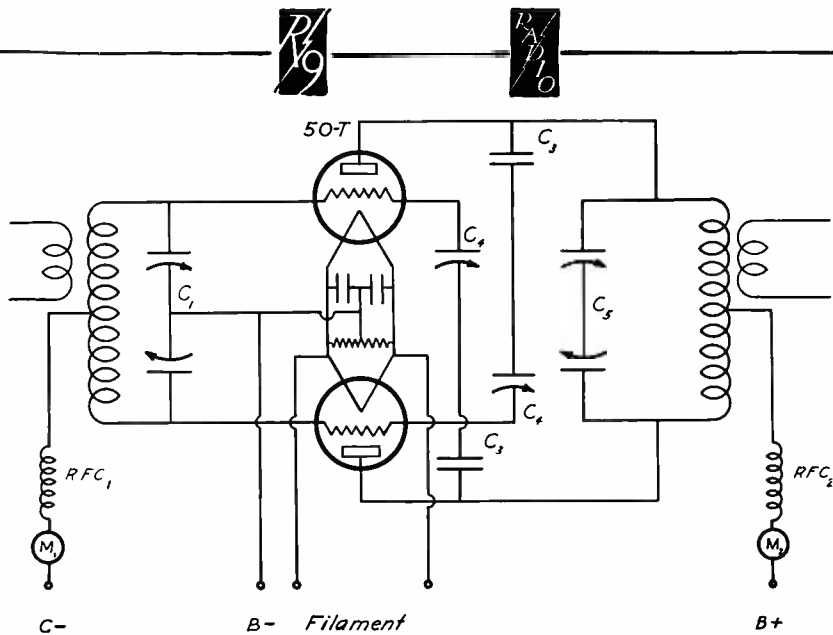 R/9 RADIO
50-T
C₃
C₄
C₁
C₅
C₄
C₃
RFC₁
RFC₂
M₁
M₂
C- B- Filament B+